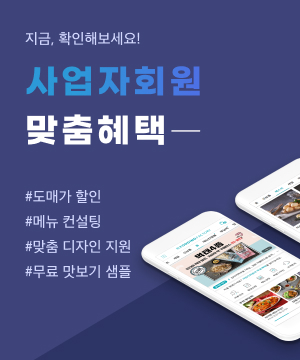 지금, 확인해보세요!
사업자회원
맞춤혜택
#도매가 할인
#메뉴 컨설팅
#맞춤 디자인 지원
#무료 맛보기 샘플